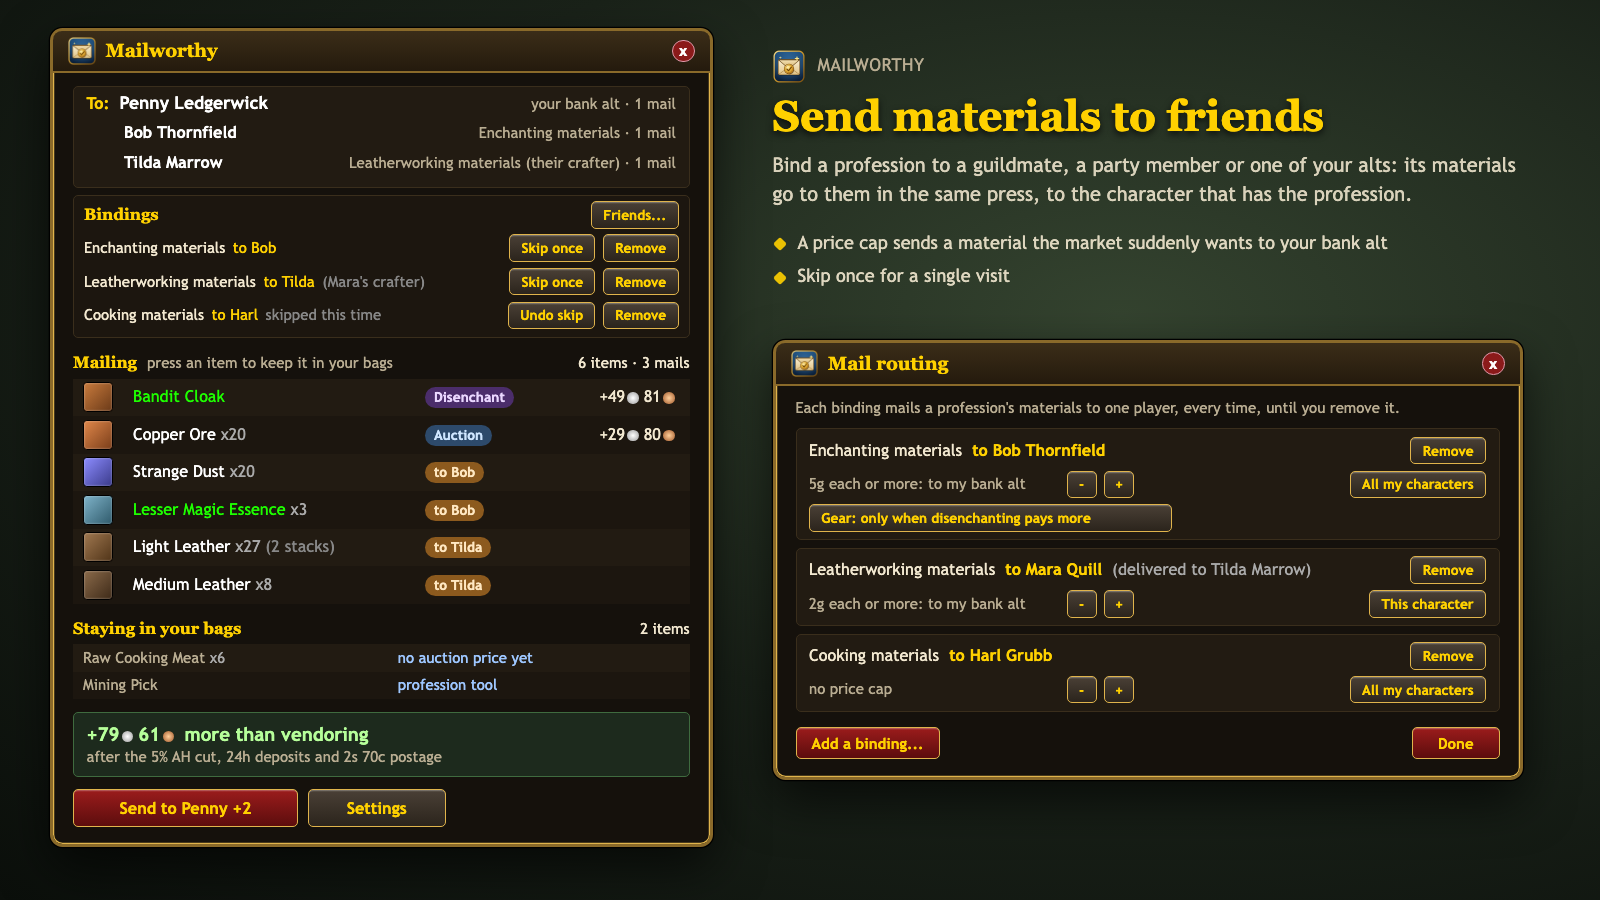 Mailworthy
x
To: Penny Ledgerwick your bank alt · 1 mail
Bob Thornfield Enchanting materials · 1 mail
Tilda Marrow Leatherworking materials (their crafter) · 1 mail
Bindings Friends...
Enchanting materials to Bob Skip once Remove
Leatherworking materials to Tilda (Mara's crafter) Skip once Remove
Cooking materials to Harl skipped this time Undo skip Remove
Mailing press an item to keep it in your bags 6 items · 3 mails
Bandit Cloak Disenchant +49 81
Copper Ore x20 Auction +29 80
Strange Dust x20 to Bob
Lesser Magic Essence x3 to Bob
Light Leather x27 (2 stacks) to Tilda
Medium Leather x8 to Tilda
Staying in your bags 2 items
Raw Cooking Meat x6 no auction price yet
Mining Pick profession tool
+79 61 more than vendoring
after the 5% AH cut, 24h deposits and 2s 70c postage
Send to Penny +2 Settings
MAILWORTHY
Send materials to friends
Bind a profession to a guildmate, a party member or one of your alts: its materials
go to them in the same press, to the character that has the profession.
A price cap sends a material the market suddenly wants to your bank alt
Skip once for a single visit
Mail routing
x
Each binding mails a profession's materials to one player, every time, until you remove it.
Enchanting materials to Bob Thornfield Remove
5g each or more: to my bank alt - + All my characters
Gear: only when disenchanting pays more
Leatherworking materials to Mara Quill (delivered to Tilda Marrow) Remove
2g each or more: to my bank alt - + This character
Cooking materials to Harl Grubb Remove
no price cap - + All my characters
Add a binding... Done